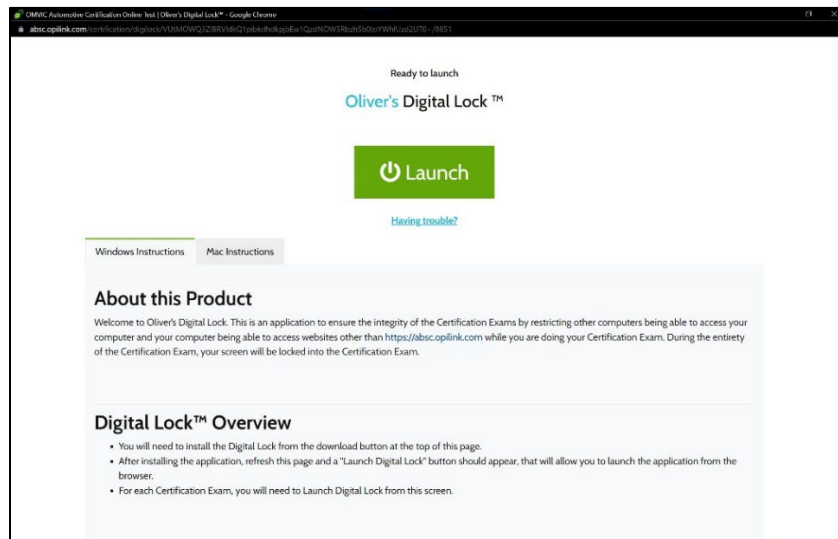 OMVIC Automotive Certification Online Test | Oliver's Digital Lock™ - Google Chrome
absc.opilink.com/certification/digilock/
Ready to launch
Oliver's Digital Lock ™
Launch
Having trouble?
Windows Instructions Mac Instructions
About this Product
Welcome to Oliver's Digital Lock. This is an application to ensure the integrity of the Certification Exams by restricting other computers being able to access your
computer and your computer being able to access websites other than https://absc.opilink.com while you are doing your Certification Exam. During the entirety
of the Certification Exam, your screen will be locked into the Certification Exam.
Digital Lock™ Overview
• You will need to install the Digital Lock from the download button at the top of this page.
• After installing the application, refresh this page and a "Launch Digital Lock" button should appear, that will allow you to launch the application from the
browser.
• For each Certification Exam, you will need to Launch Digital Lock from this screen.